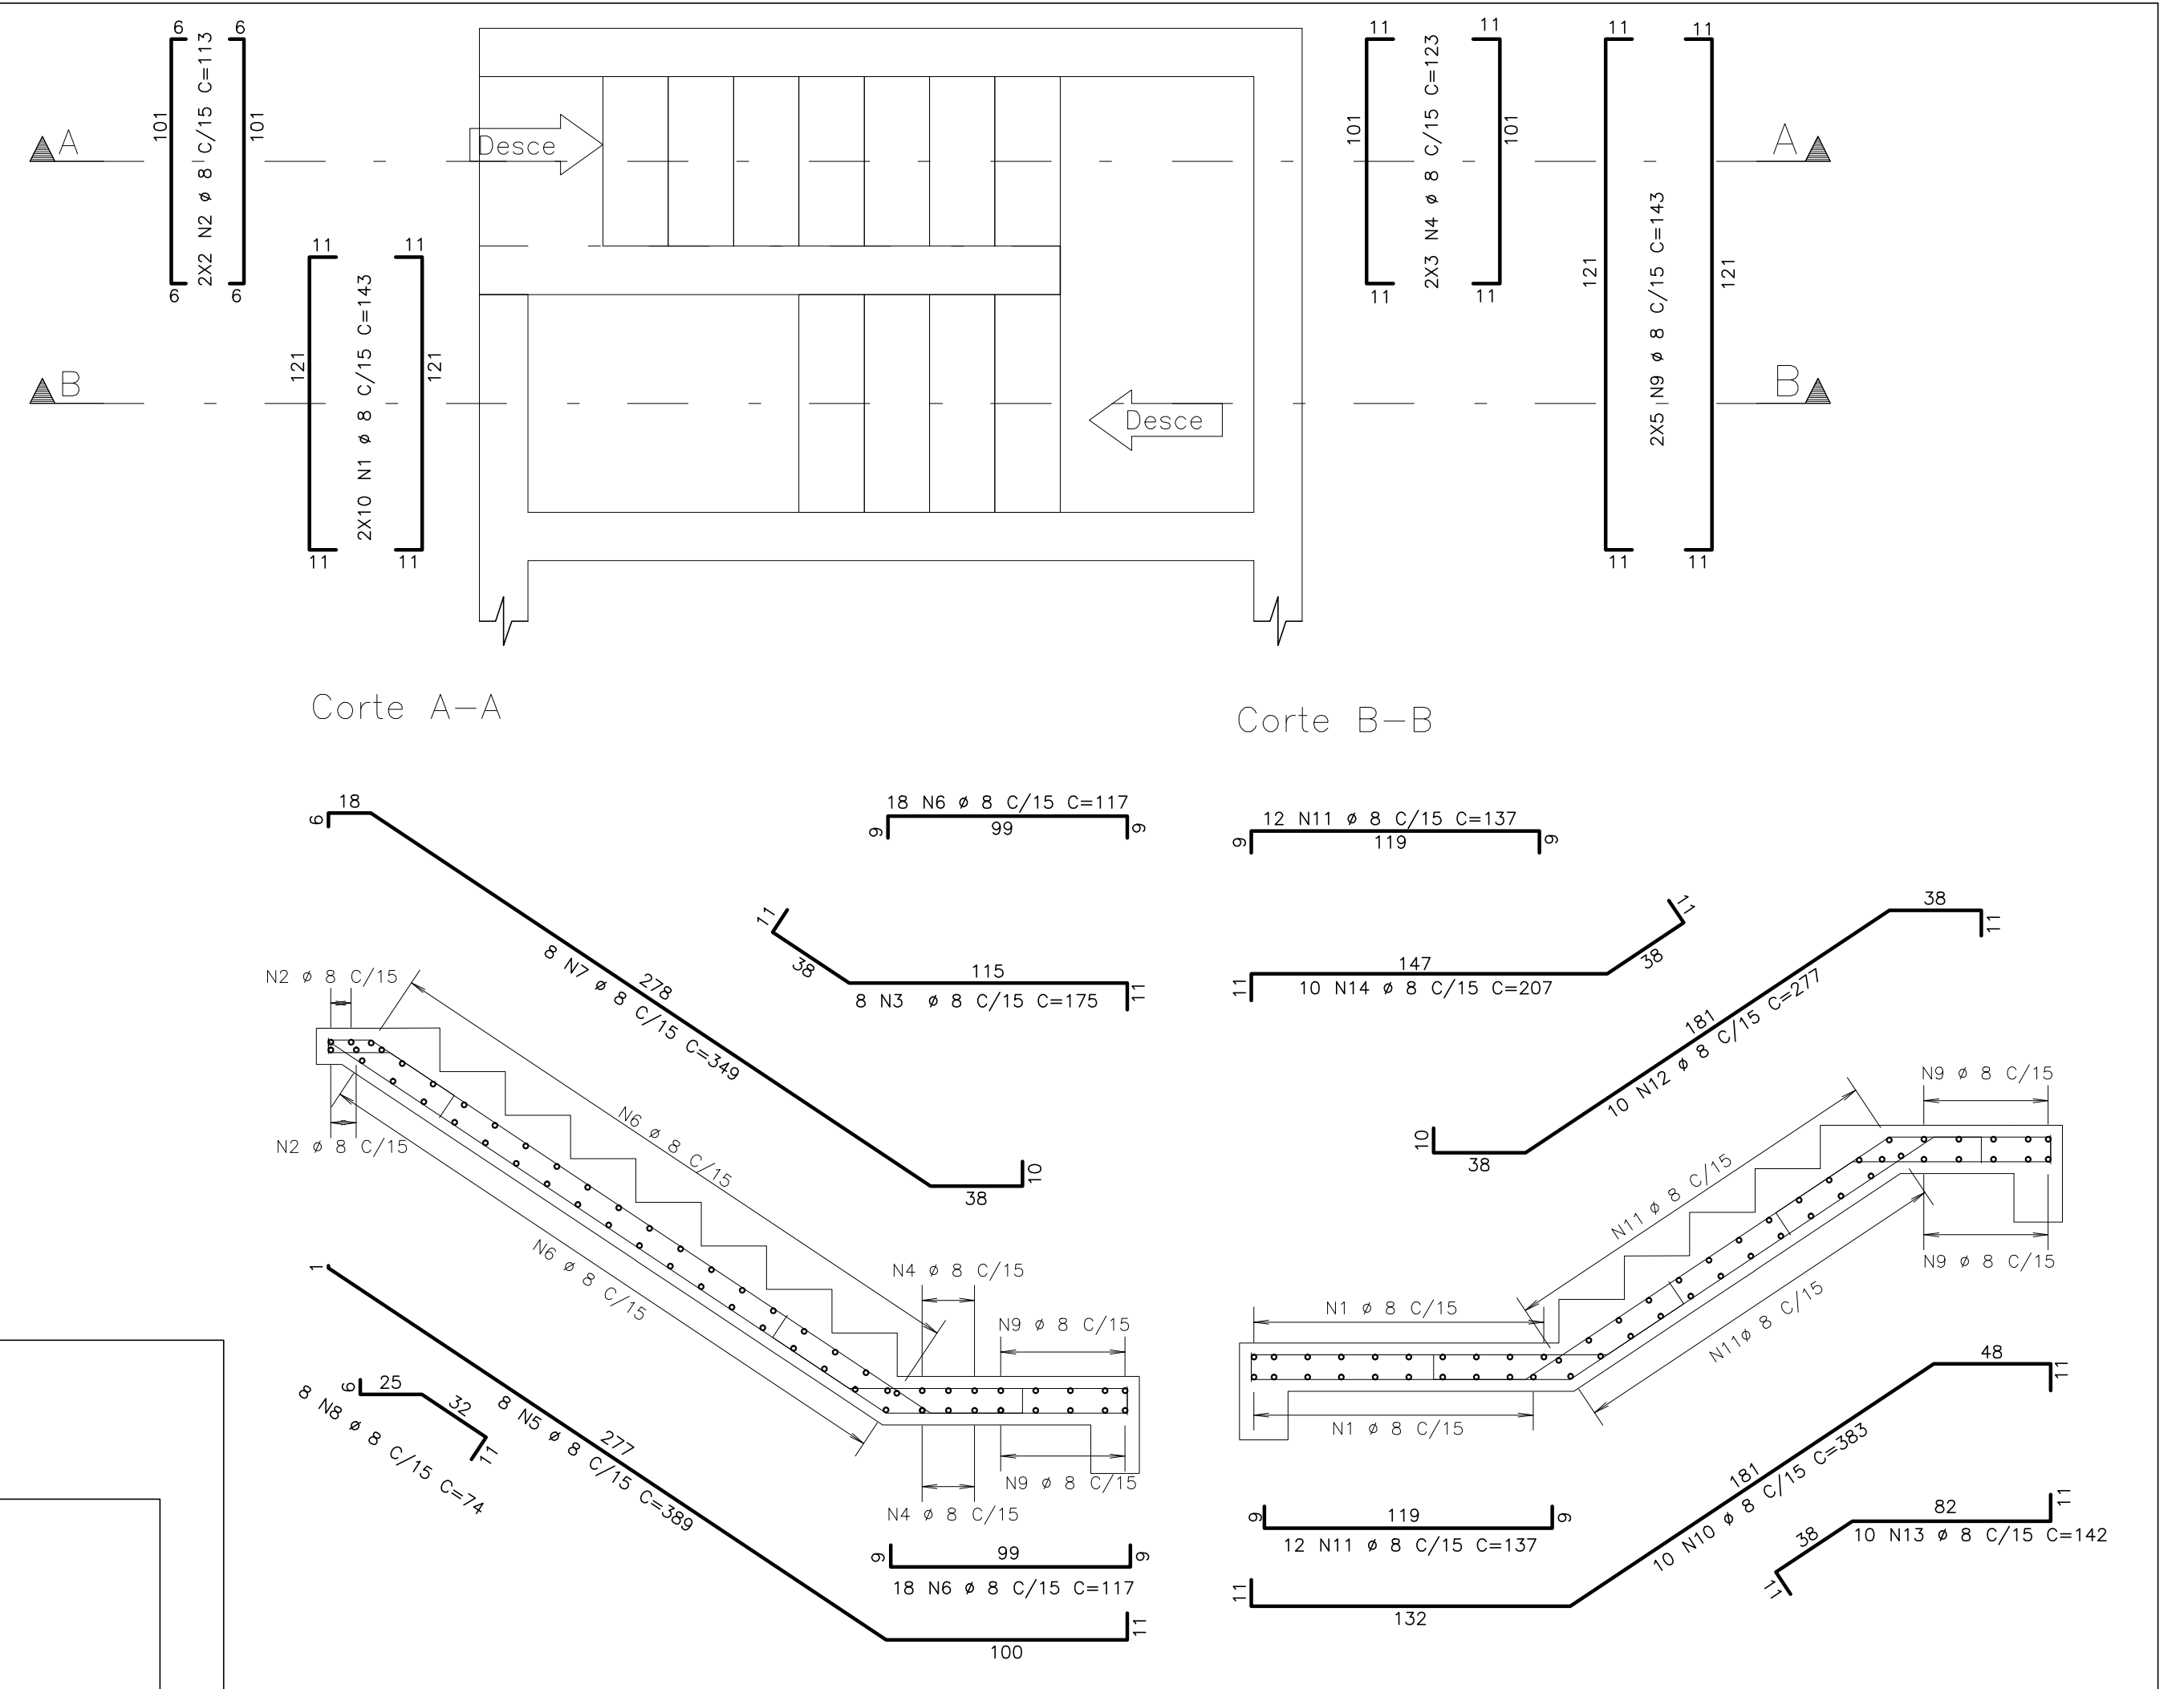 6 6
101
2X2 N2 ø 8 C/15 C=113
101
6 6
11 11
121
2X10 N1 ø 8 C/15 C=143
121
11 11
A
B
Desce
Desce
11 11
101
2X3 N4 ø 8 C/15 C=123
101
11 11
11 11
121
2X5 N9 ø 8 C/15 C=143
121
11 11
A
B
Corte A-A
6
18
278
8 N7 ø 8 C/15 C=349
38
10
18 N6 ø 8 C/15 C=117
9
99
9
11
38
115
8 N3 ø 8 C/15 C=175
11
N2 ø 8 C/15
N2 ø 8 C/15
N6 ø 8 C/15
N6 ø 8 C/15
N4 ø 8 C/15
N9 ø 8 C/15
N9 ø 8 C/15
N4 ø 8 C/15
1
277
8 N5 ø 8 C/15 C=389
100
11
6
25
32
11
8 N8 ø 8 C/15 C=74
9
99
9
18 N6 ø 8 C/15 C=117
Corte B-B
12 N11 ø 8 C/15 C=137
9
119
9
11
147
10 N14 ø 8 C/15 C=207
38
11
38
11
181
10 N12 ø 8 C/15 C=277
10
38
N9 ø 8 C/15
N11 ø 8 C/15
N1 ø 8 C/15
N9 ø 8 C/15
N11ø 8 C/15
N1 ø 8 C/15
9
119
9
12 N11 ø 8 C/15 C=137
48
11
181
10 N10 ø 8 C/15 C=383
11
132
82
11
38
10 N13 ø 8 C/15 C=142
11